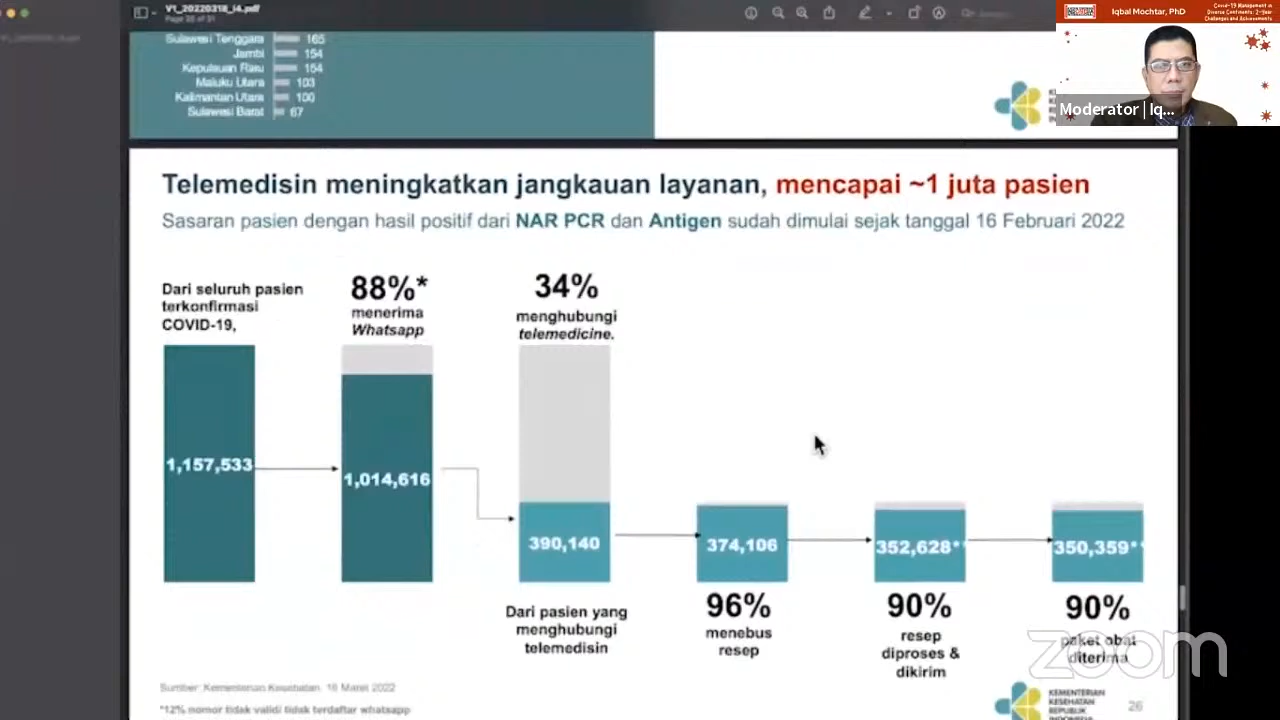 V1_20220318_i4.pdf
Page 26 of 31
Iqbal Mochtar, PhD
Covid-19 Management in
Diverse Continents: 2-Year
Challenges and Achievements
Moderator | Iq...
Sulawesi Tenggara 165
Jambi 154
Kepulauan Riau 154
Maluku Utara 103
Kalimantan Utara 100
Sulawesi Barat 67
Telemedisin meningkatkan jangkauan layanan, mencapai ~1 juta pasien
Sasaran pasien dengan hasil positif dari NAR PCR dan Antigen sudah dimulai sejak tanggal 16 Februari 2022
Dari seluruh pasien
terkonfirmasi
COVID-19,
88%*
menerima
Whatsapp
34%
menghubungi
telemedicine.
1,157,533
1,014,616
390,140
374,106
352,628*
350,359*
Dari pasien yang
menghubungi
telemedisin
96%
menebus
resep
90%
resep
diproses &
dikirim
90%
paket obat
diterima
zoom
Sumber: Kementerian Kesehatan, 16 Maret 2022
*12% nomor tidak valid/ tidak terdaftar whatsapp
KEMENTERIAN
KESEHATAN
REPUBLIK
INDONESIA
26